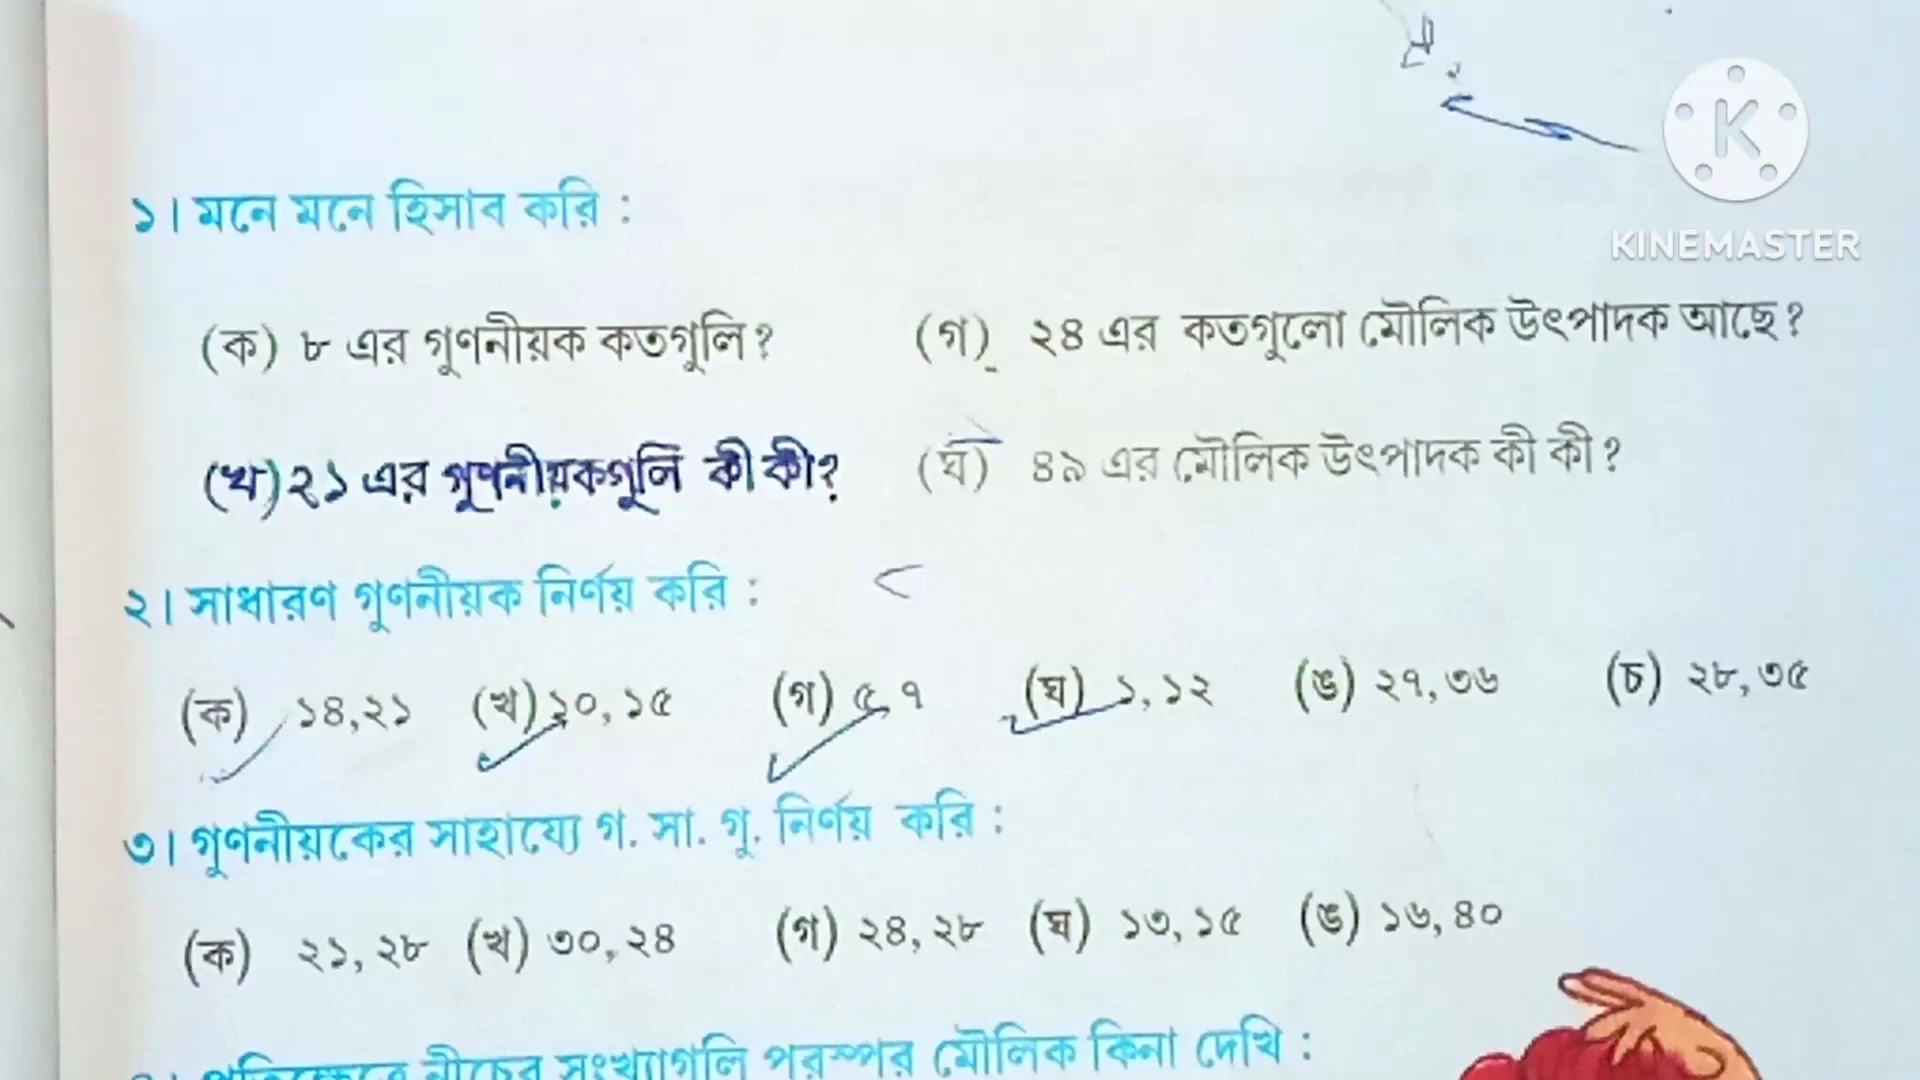 KINEMASTER
১। মনে মনে হিসাব করি :
(ক) ৮ এর গুণনীয়ক কতগুলি? (গ) ২৪ এর কতগুলো মৌলিক উৎপাদক আছে?
(খ) ২১ এর গুণনীয়কগুলি কী কী? (ঘ) ৪৯ এর মৌলিক উৎপাদক কী কী?
২। সাধারণ গুণনীয়ক নির্ণয় করি :
(ক) ১৪,২১ (খ) ১০, ১৫ (গ) ৫, ৭ (ঘ) ১, ১২ (ঙ) ২৭, ৩৬ (চ) ২৮, ৩৫
৩। গুণনীয়কের সাহায্যে গ. সা. গু. নির্ণয় করি :
(ক) ২১, ২৮ (খ) ৩০, ২৪ (গ) ২৪, ২৮ (ঘ) ১৩, ১৫ (ঙ) ১৬, ৪০
নীচের সংখ্যাগুলি পরস্পর মৌলিক কিনা দেখি :